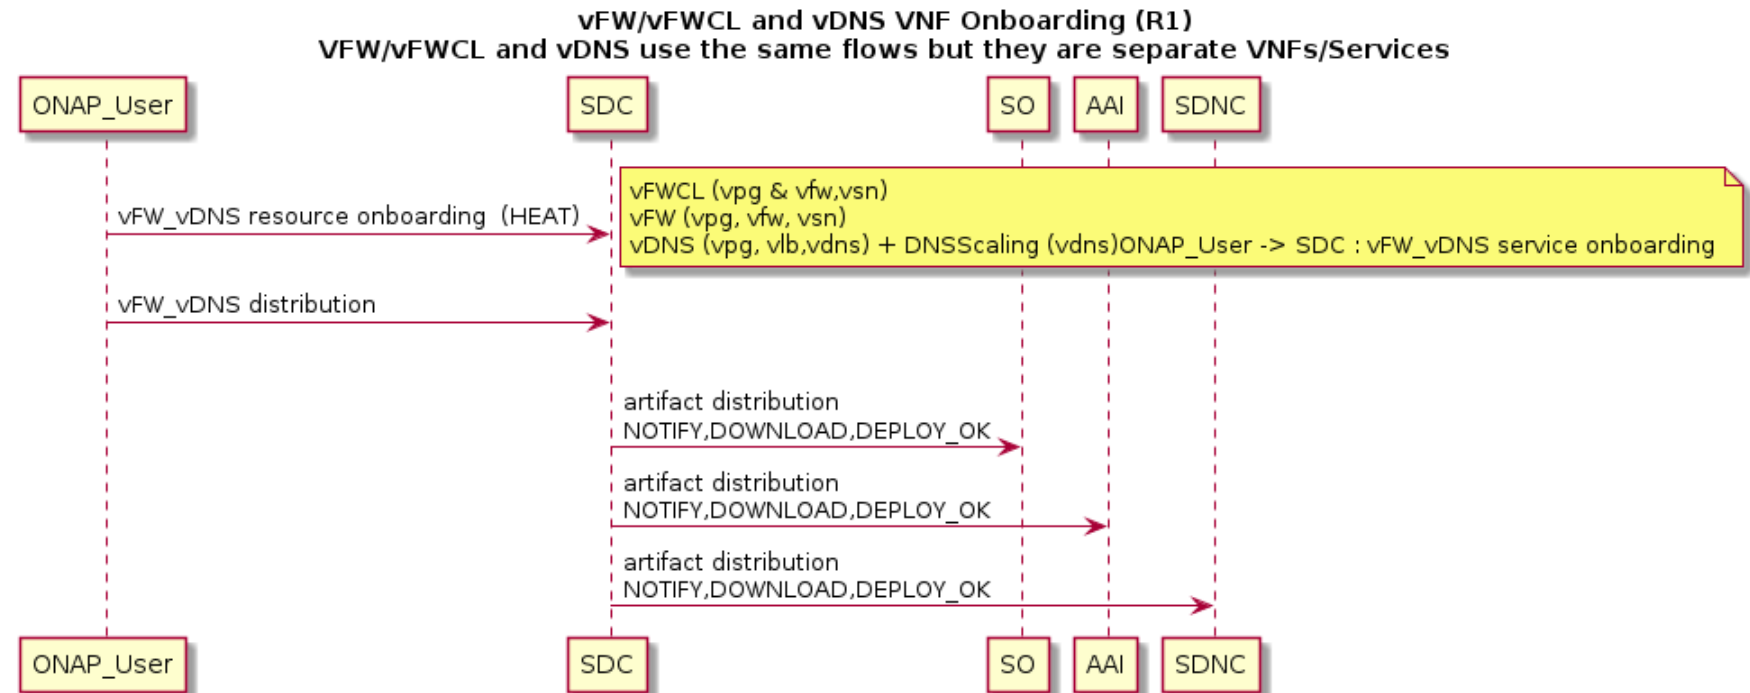 vFW/vFWCL and vDNS VNF Onboarding (R1)
VFW/vFWCL and vDNS use the same flows but they are separate VNFs/Services
ONAP_User
SDC
SO
AAI
SDNC
vFW_vDNS resource onboarding  (HEAT)
vFWCL (vpg & vfw,vsn)
vFW (vpg, vfw, vsn)
vDNS (vpg, vlb,vdns) + DNSScaling (vdns)ONAP_User -> SDC : vFW_vDNS service onboarding
vFW_vDNS distribution
artifact distribution
NOTIFY,DOWNLOAD,DEPLOY_OK
artifact distribution
NOTIFY,DOWNLOAD,DEPLOY_OK
artifact distribution
NOTIFY,DOWNLOAD,DEPLOY_OK
ONAP_User
SDC
SO
AAI
SDNC